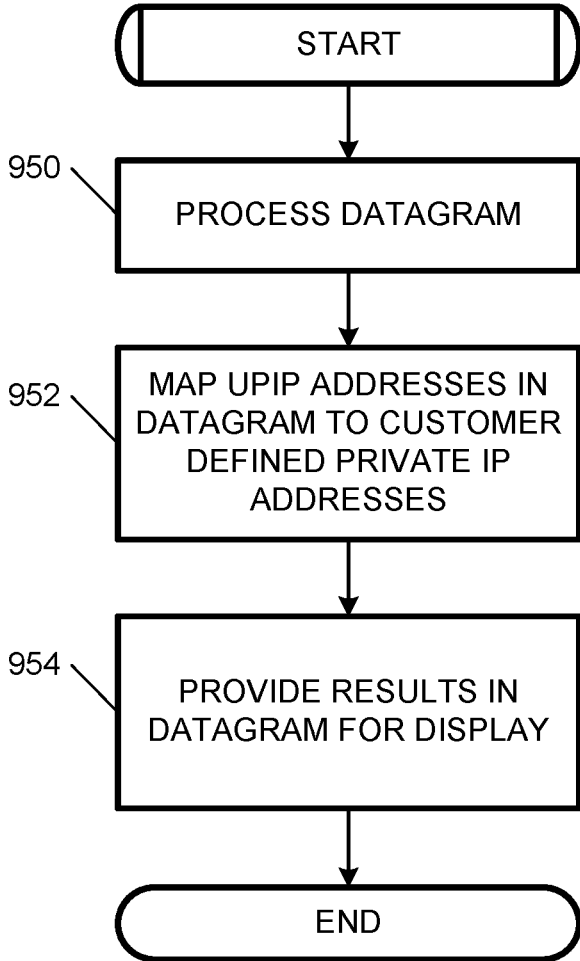 START
950
PROCESS DATAGRAM
952
MAP UPIP ADDRESSES IN
DATAGRAM TO CUSTOMER
DEFINED PRIVATE IP
ADDRESSES
954
PROVIDE RESULTS IN
DATAGRAM FOR DISPLAY
END